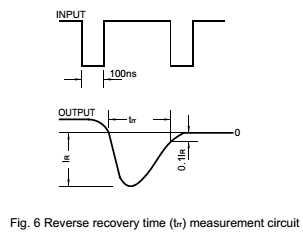 INPUT
100ns
OUTPUT
trr
0
IR
0.1IR
Fig. 6 Reverse recovery time (trr) measurement circuit